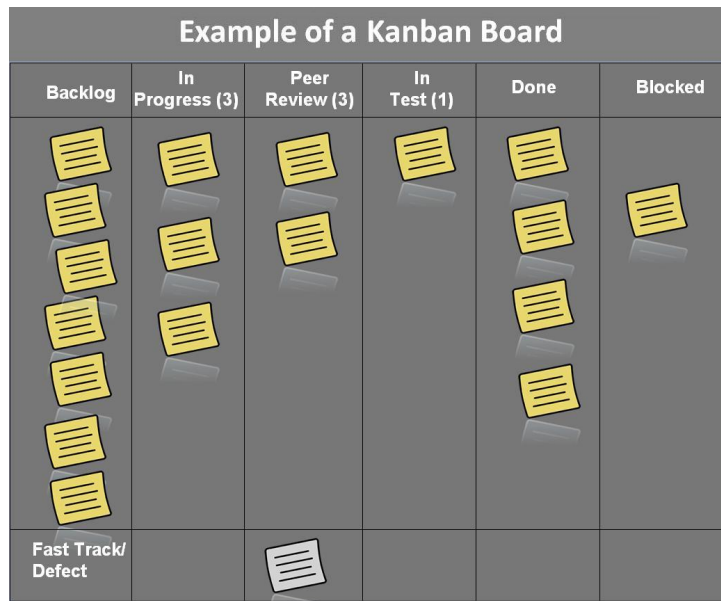 Example of a Kanban Board
Backlog
In
Progress (3)
Peer
Review (3)
In
Test (1)
Done
Blocked
Fast Track/
Defect